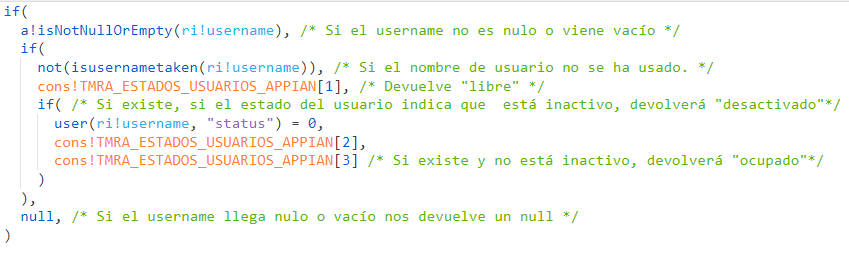 if(
  a!isNotNullOrEmpty(ri!username), /* Si el username no es nulo o viene vacío */
  if(
    not(isusernametaken(ri!username)), /* Si el nombre de usuario no se ha usado. */
    cons!TMRA_ESTADOS_USUARIOS_APPIAN[1], /* Devuelve "libre" */
    if( /* Si existe, si el estado del usuario indica que  está inactivo, devolverá "desactivado"*/
      user(ri!username, "status") = 0,
      cons!TMRA_ESTADOS_USUARIOS_APPIAN[2],
      cons!TMRA_ESTADOS_USUARIOS_APPIAN[3] /* Si existe y no está inactivo, devolverá "ocupado"*/
    )
  ),
  null, /* Si el username llega nulo o vacío nos devuelve un null */
)